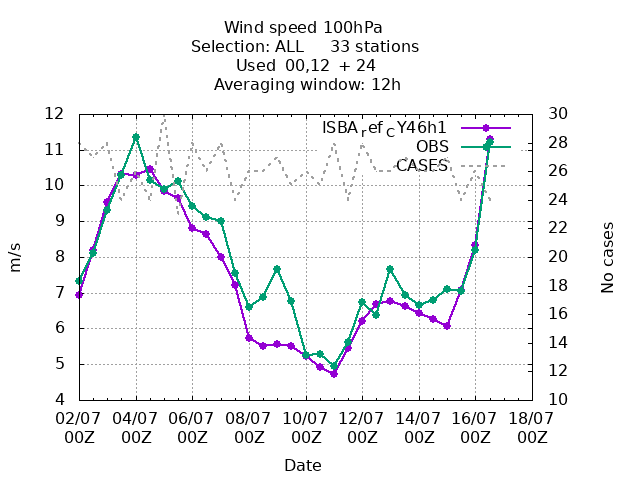 Wind speed 100hPa
Selection: ALL 33 stations
Used 00,12 + 24
Averaging window: 12h
12 30
ISBAref CY46h1
11 28
OBS
CASES 26
10 24
9 22
8 20
7 18
6 16
5 14
12
4 10
m/s
No cases
02/07 04/07 06/07 08/07 10/07 12/07 14/07 16/07 18/07
00Z 00Z 00Z 00Z 00Z 00Z 00Z 00Z 00Z
Date